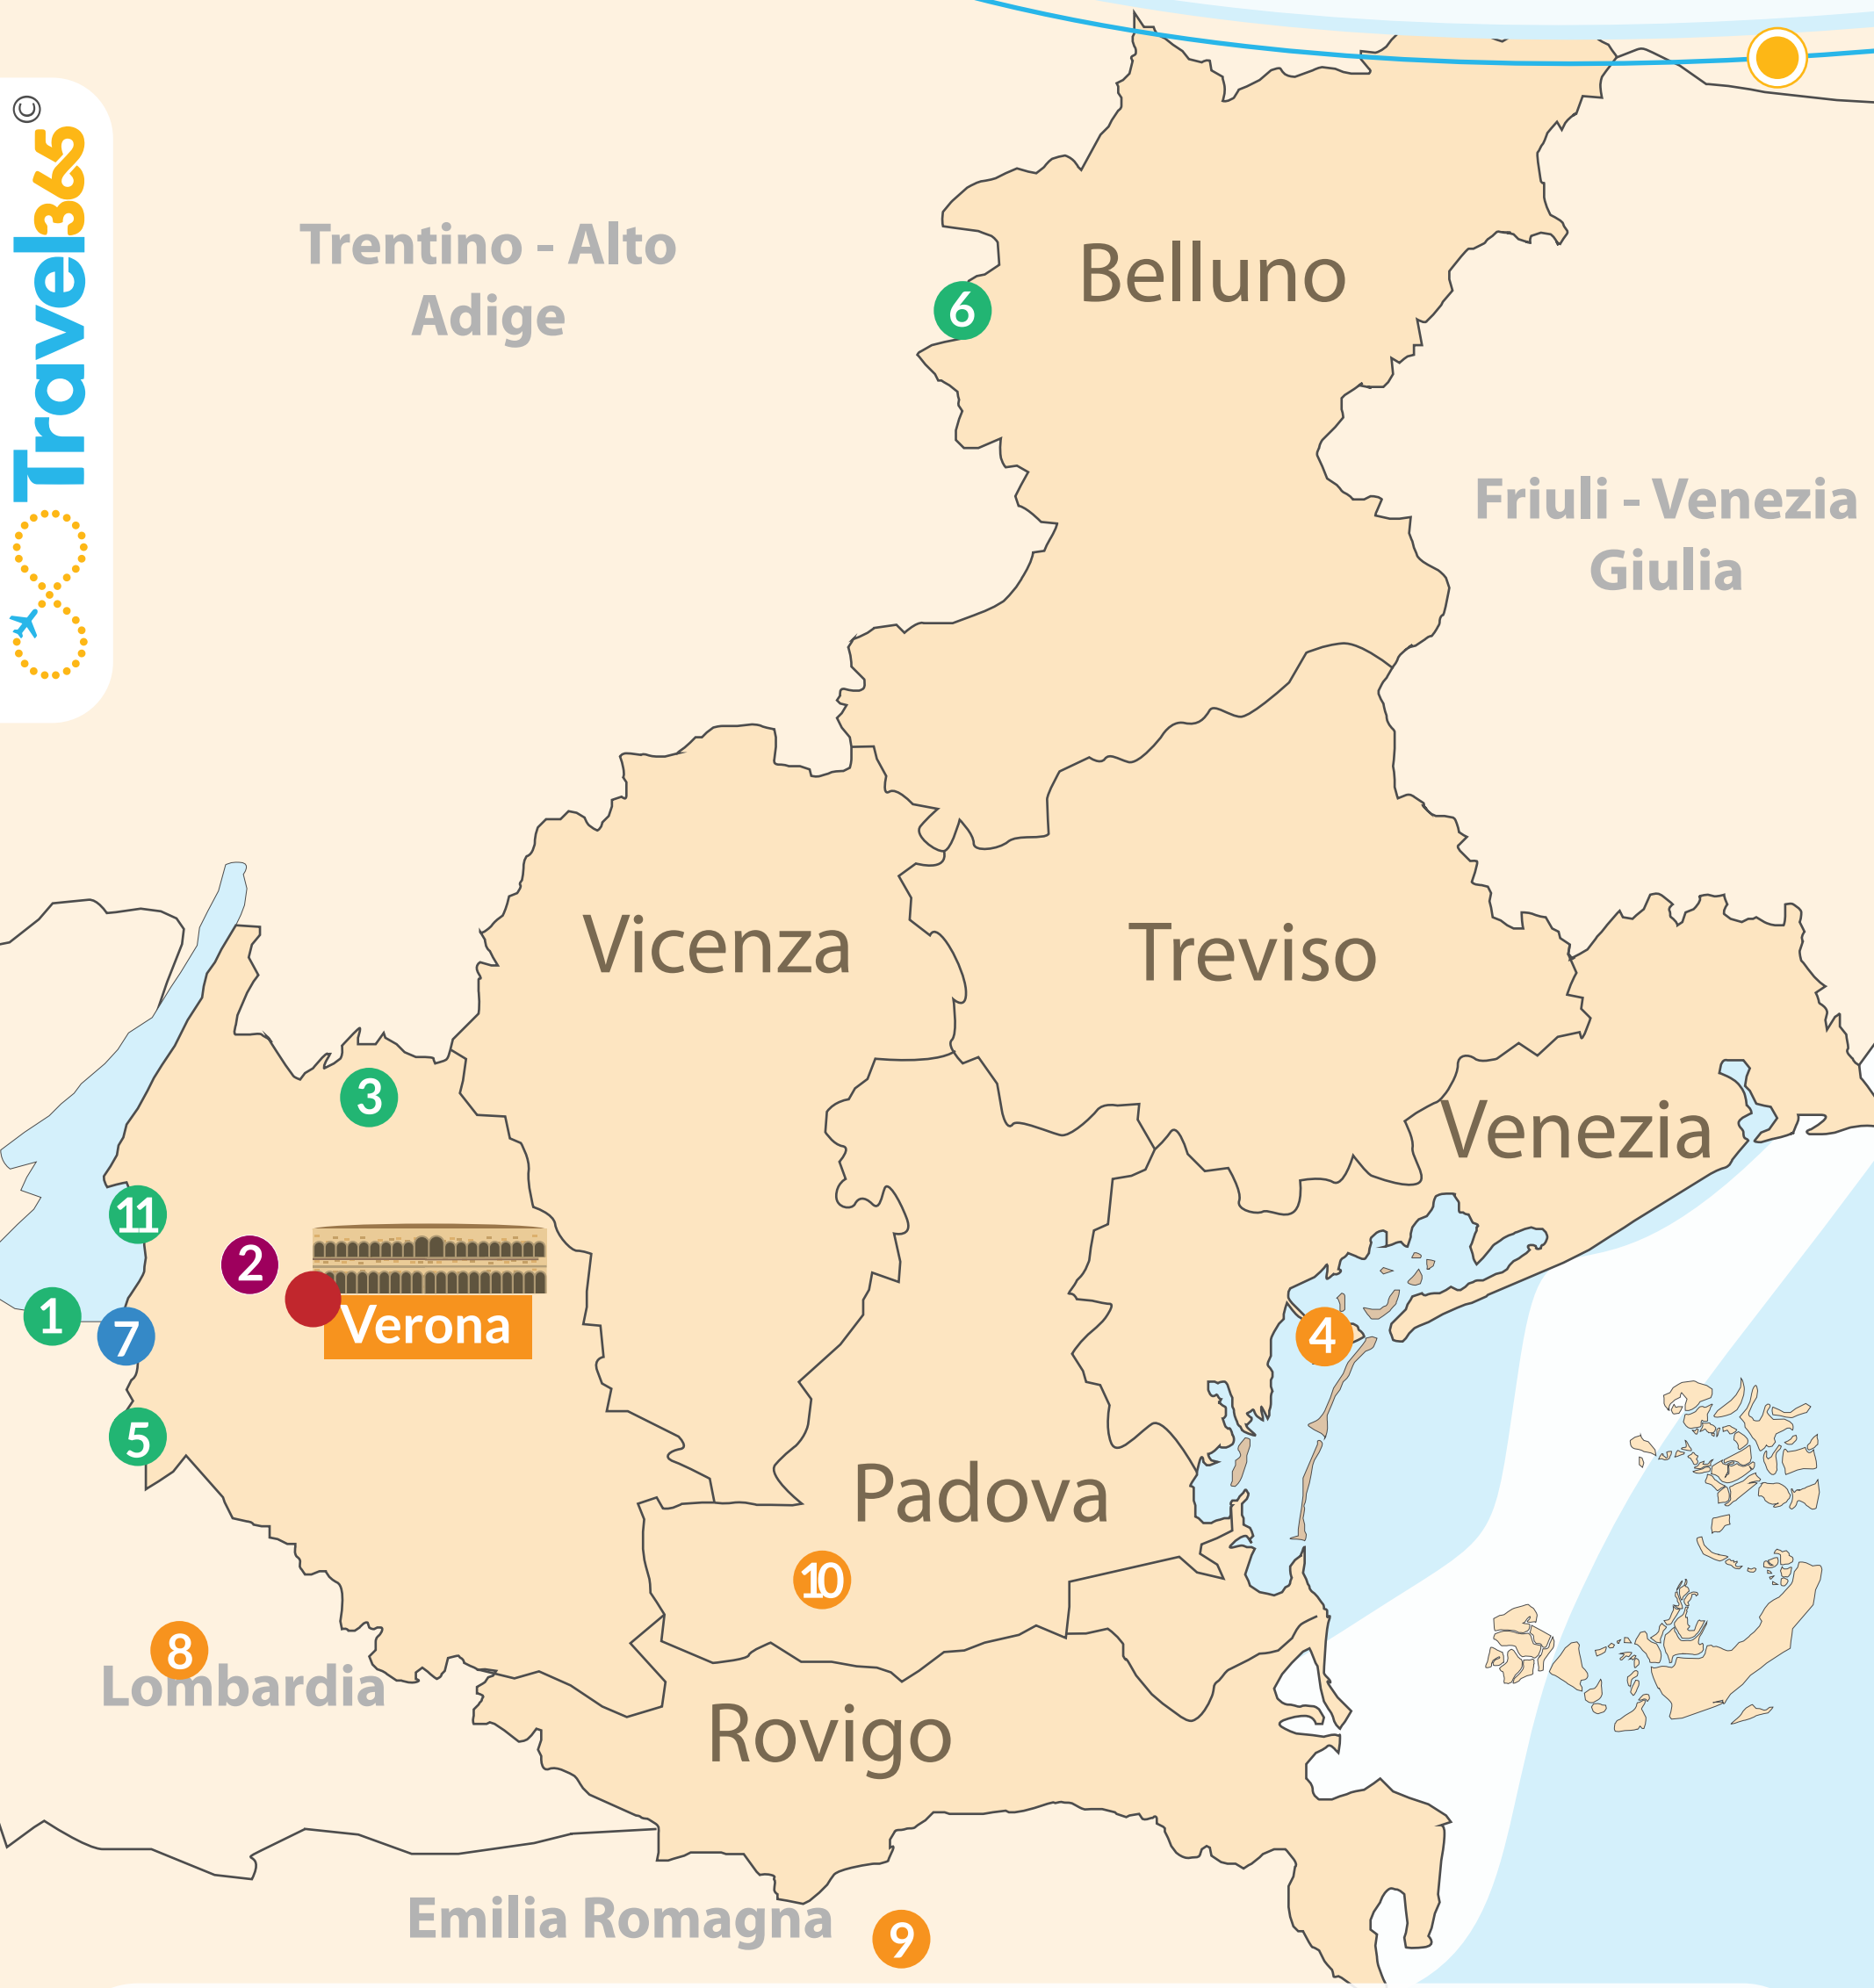 ©
Travel365
Trentino - Alto
Adige
Belluno
6
Friuli - Venezia
Giulia
Vicenza
Treviso
3
Venezia
11
2
1
7
Verona
4
5
Padova
10
8
Lombardia
Rovigo
Emilia Romagna
9